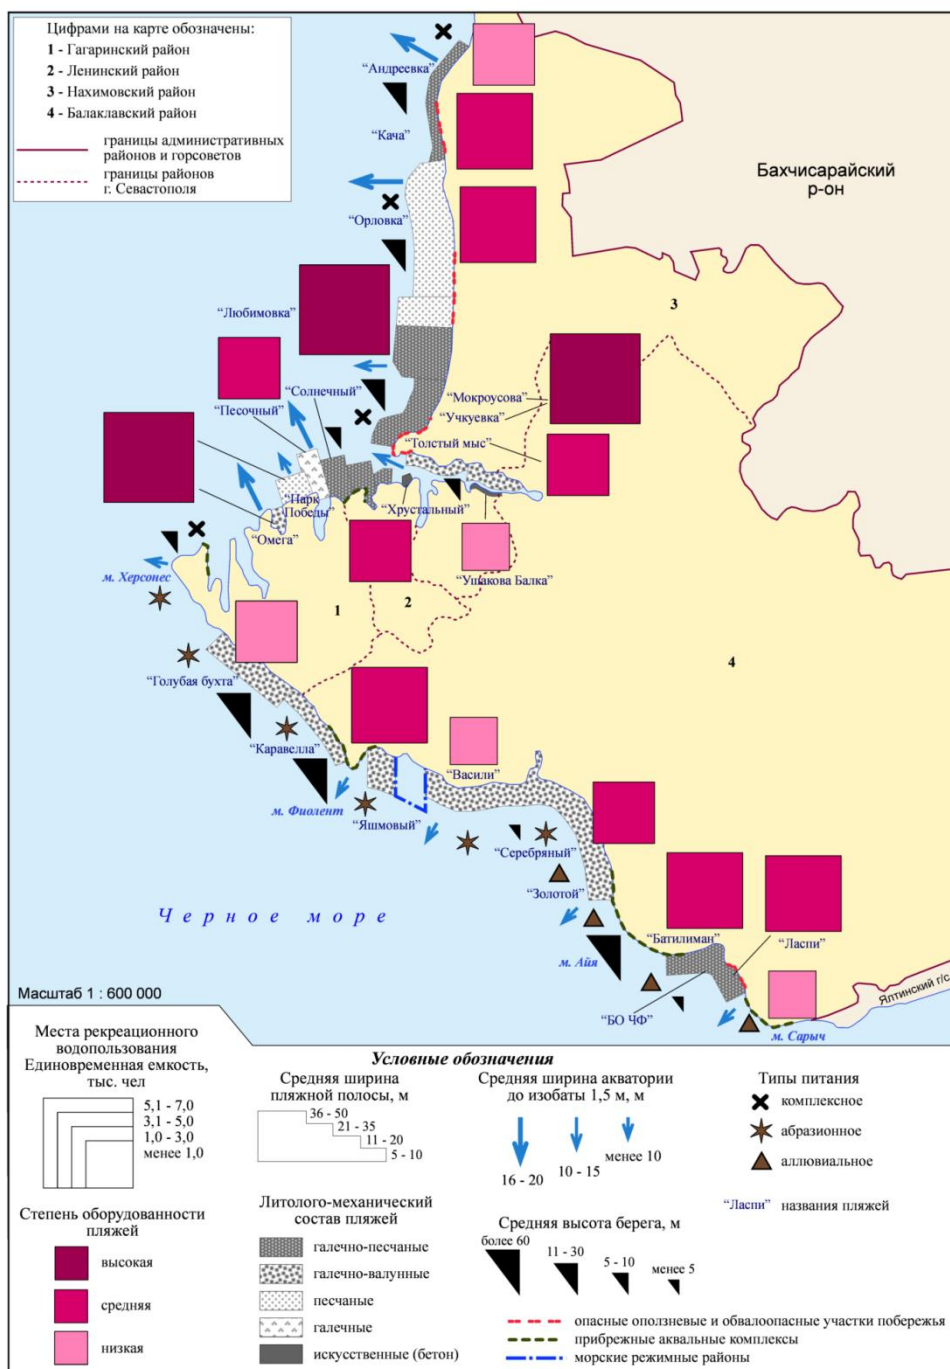 Цифрами на карте обозначены:
1 - Гагаринский район
2 - Ленинский район
3 - Нахимовский район
4 - Балаклавский район
границы административных
районов и горсоветов
границы районов
г. Севастополя
“Андреевка”
“Кача”
Бахчисарайский
р-он
“Орловка”
“Любимовка”
3
“Песочный”
“Солнечный”
“Мокроусова”
“Учкуевка”
“Толстый мыс”
“Парк
Победы”
“Хрустальный”
“Омега”
“Ушакова Балка”
м. Херсонес
1
2
4
“Голубая бухта”
“Каравелла”
“Васили”
м. Фиолент
“Яшмовый”
“Серебряный”
“Золотой”
Черное море
“Батилиман”
“Ласпи”
м. Айя
“БО ЧФ”
Ялтинский г/с
м. Сарыч
Масштаб 1 : 600 000
Условные обозначения
Места рекреационного
водопользования
Единовременная емкость,
тыс. чел
5,1 - 7,0
3,1 - 5,0
1,0 - 3,0
менее 1,0
Степень оборудованности
пляжей
высокая
средняя
низкая
Средняя ширина
пляжной полосы, м
36 - 50
21 - 35
11 - 20
5 - 10
Литолого-механический
состав пляжей
галечно-песчаные
галечно-валунные
песчаные
галечные
искусственные (бетон)
Средняя ширина акватории
до изобаты 1,5 м, м
16 - 20
10 - 15
менее 10
Средняя высота берега, м
более 60
11 - 30
5 - 10
менее 5
Типы питания
комплексное
абразионное
аллювиальное
“Ласпи” названия пляжей
опасные оползневые и обвалоопасные участки побережья
прибрежные аквальные комплексы
морские режимные районы